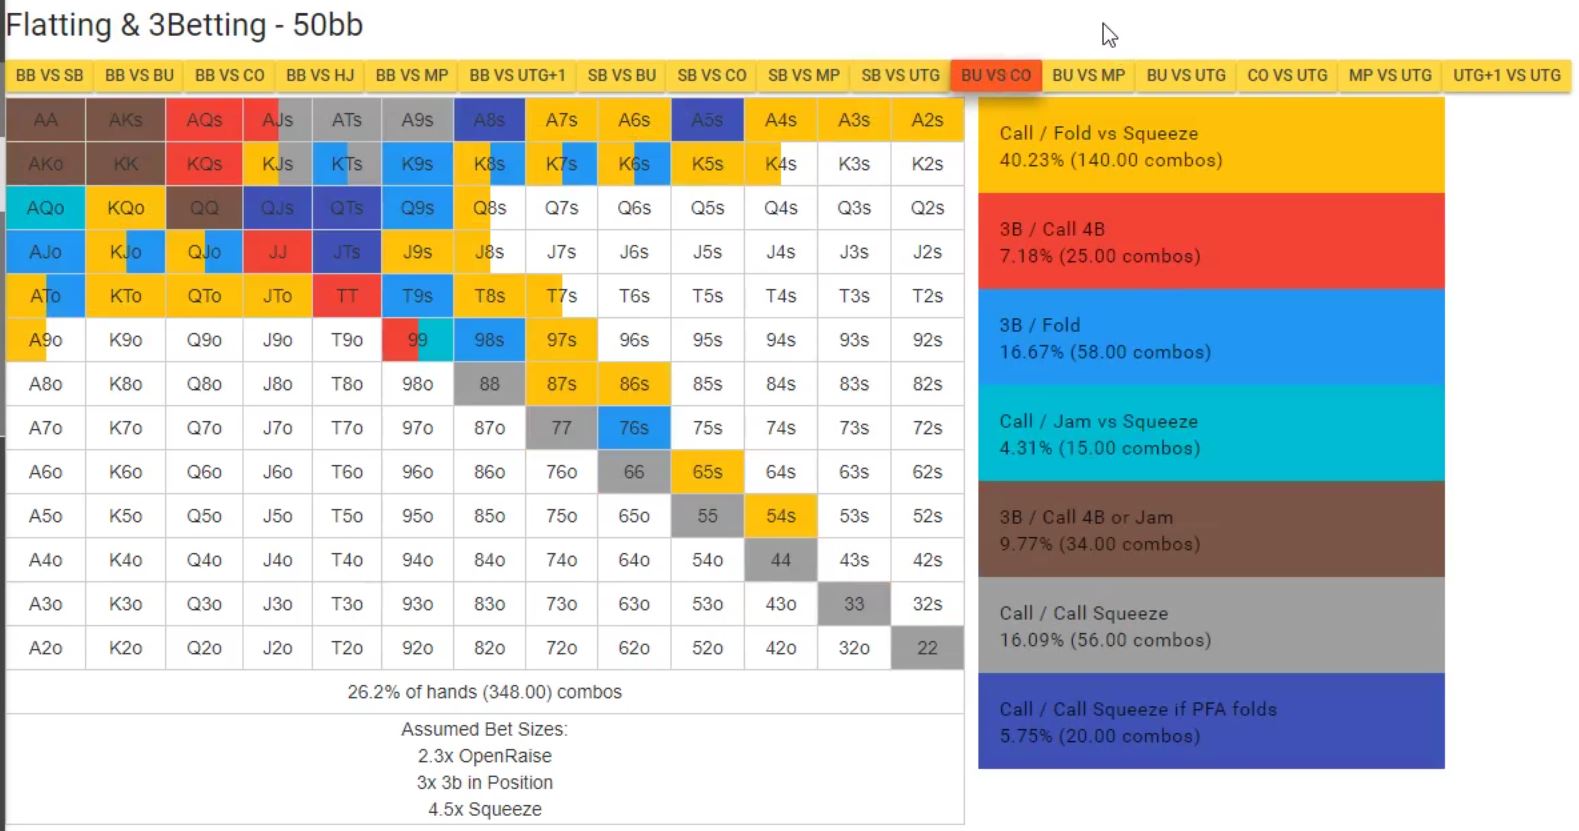 Flatting & 3Betting - 50bb
BB VS SB BB VS BU BB VS CO BB VS HJ BB VS MP BB VS UTG+1 SB VS BU SB VS CO SB VS MP SB VS UTG BU VS CO BU VS MP BU VS UTG CO VS UTG MP VS UTG UTG+1 VS UTG
AA AKs AQs AJs ATs A9s A8s A7s A6s A5s A4s A3s A2s
AKo KK KQs KJs KTs K9s K8s K7s K6s K5s K4s K3s K2s
AQo KQo QQ QJs QTs Q9s Q8s Q7s Q6s Q5s Q4s Q3s Q2s
AJo KJo QJo JJ JTs J9s J8s J7s J6s J5s J4s J3s J2s
ATo KTo QTo JTo TT T9s T8s T7s T6s T5s T4s T3s T2s
A9o K9o Q9o J9o T9o 99 98s 97s 96s 95s 94s 93s 92s
A8o K8o Q8o J8o T8o 98o 88 87s 86s 85s 84s 83s 82s
A7o K7o Q7o J7o T7o 97o 87o 77 76s 75s 74s 73s 72s
A6o K6o Q6o J6o T6o 96o 86o 76o 66 65s 64s 63s 62s
A5o K5o Q5o J5o T5o 95o 85o 75o 65o 55 54s 53s 52s
A4o K4o Q4o J4o T4o 94o 84o 74o 64o 54o 44 43s 42s
A3o K3o Q3o J3o T3o 93o 83o 73o 63o 53o 43o 33 32s
A2o K2o Q2o J2o T2o 92o 82o 72o 62o 52o 42o 32o 22
26.2% of hands (348.00) combos
Assumed Bet Sizes:
2.3x OpenRaise
3x 3b in Position
4.5x Squeeze
Call / Fold vs Squeeze
40.23% (140.00 combos)
3B / Call 4B
7.18% (25.00 combos)
3B / Fold
16.67% (58.00 combos)
Call / Jam vs Squeeze
4.31% (15.00 combos)
3B / Call 4B or Jam
9.77% (34.00 combos)
Call / Call Squeeze
16.09% (56.00 combos)
Call / Call Squeeze if PFA folds
5.75% (20.00 combos)